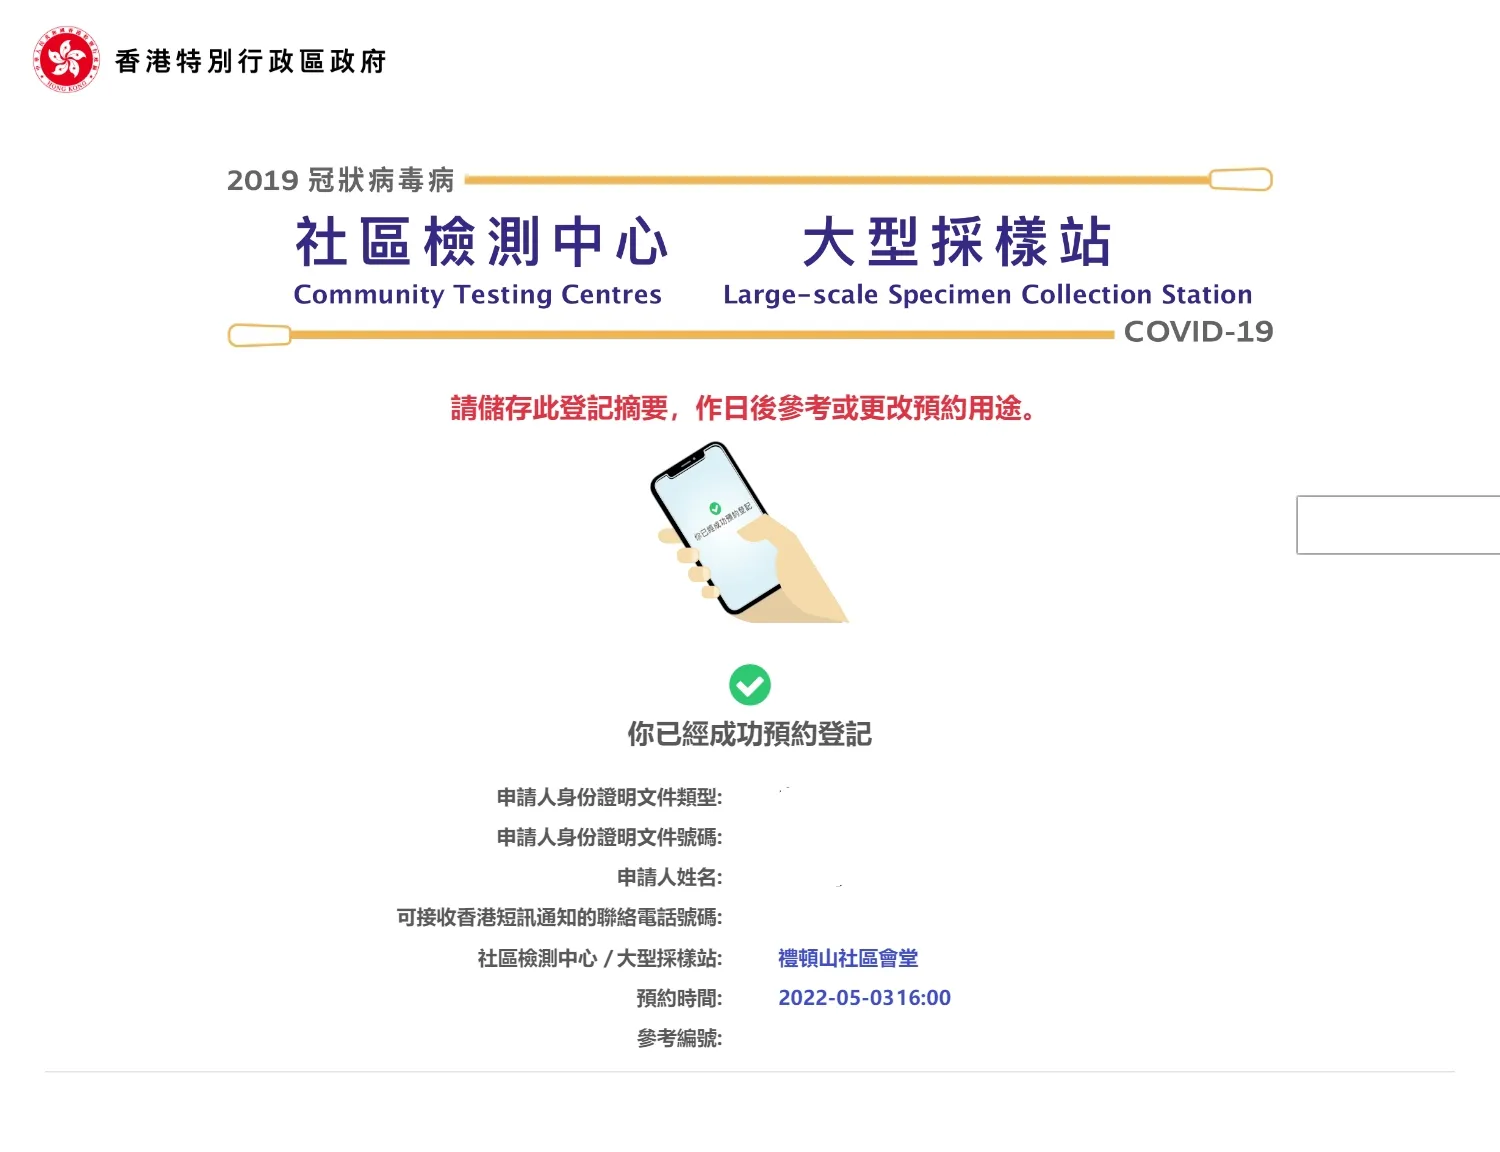 香港特別行政區政府
2019 冠狀病毒病
社區檢測中心 大型採樣站
Community Testing Centres Large-scale Specimen Collection Station
COVID-19
請儲存此登記摘要，作日後參考或更改預約用途。
你已經成功預約登記
你已經成功預約登記
申請人身份證明文件類型:
申請人身份證明文件號碼:
申請人姓名:
可接收香港短訊通知的聯絡電話號碼:
社區檢測中心 / 大型採樣站: 禮頓山社區會堂
預約時間: 2022-05-0316:00
參考編號: